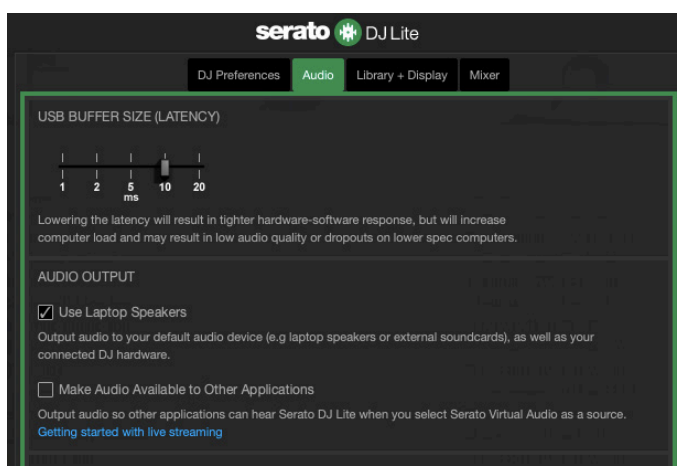 serato DJ Lite
DJ Preferences Audio Library + Display Mixer
USB BUFFER SIZE (LATENCY)
1 2 5 10 20
ms
Lowering the latency will result in tighter hardware-software response, but will increase
computer load and may result in low audio quality or dropouts on lower spec computers.
AUDIO OUTPUT
Use Laptop Speakers
Output audio to your default audio device (e.g laptop speakers or external soundcards), as well as your
connected DJ hardware.
Make Audio Available to Other Applications
Output audio so other applications can hear Serato DJ Lite when you select Serato Virtual Audio as a source.
Getting started with live streaming